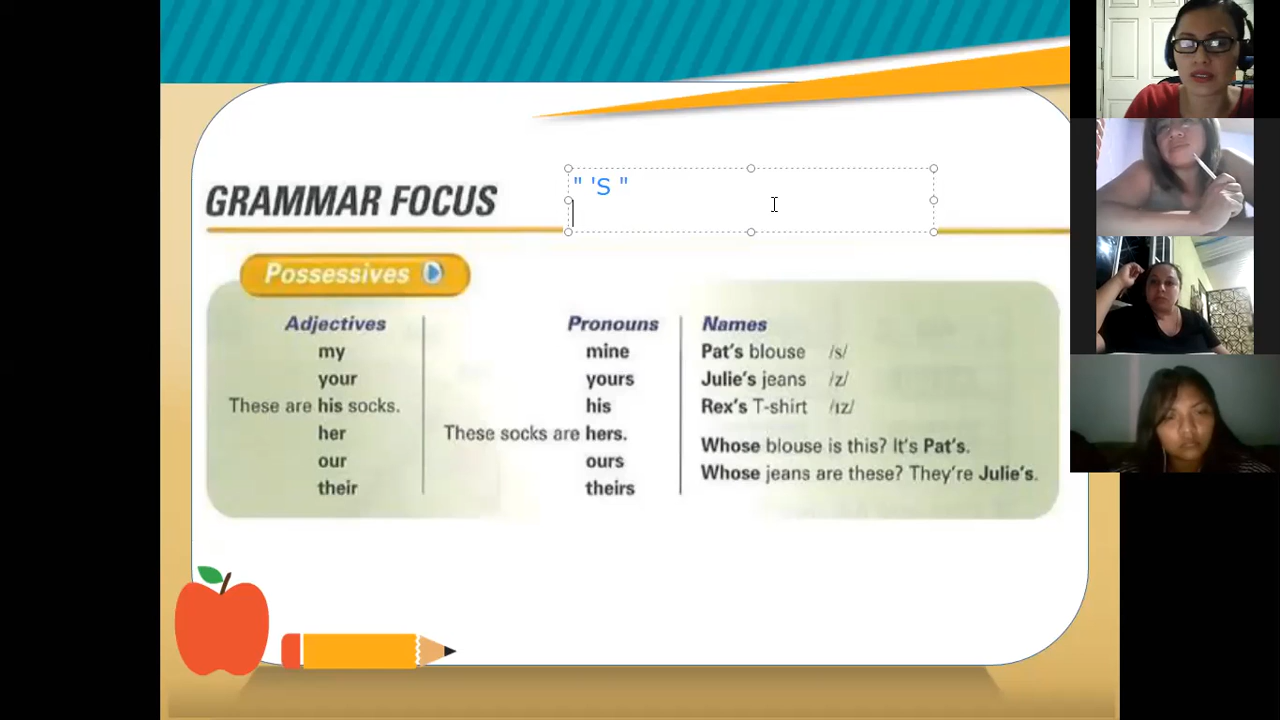 " 'S "
GRAMMAR FOCUS
Possessives
Adjectives
my
your
These are his socks.
her
our
their
Pronouns
mine
yours
his
These socks are hers.
ours
theirs
Names
Pat's blouse /s/
Julie's jeans /z/
Rex's T-shirt /ɪz/
Whose blouse is this? It's Pat's.
Whose jeans are these? They're Julie's.